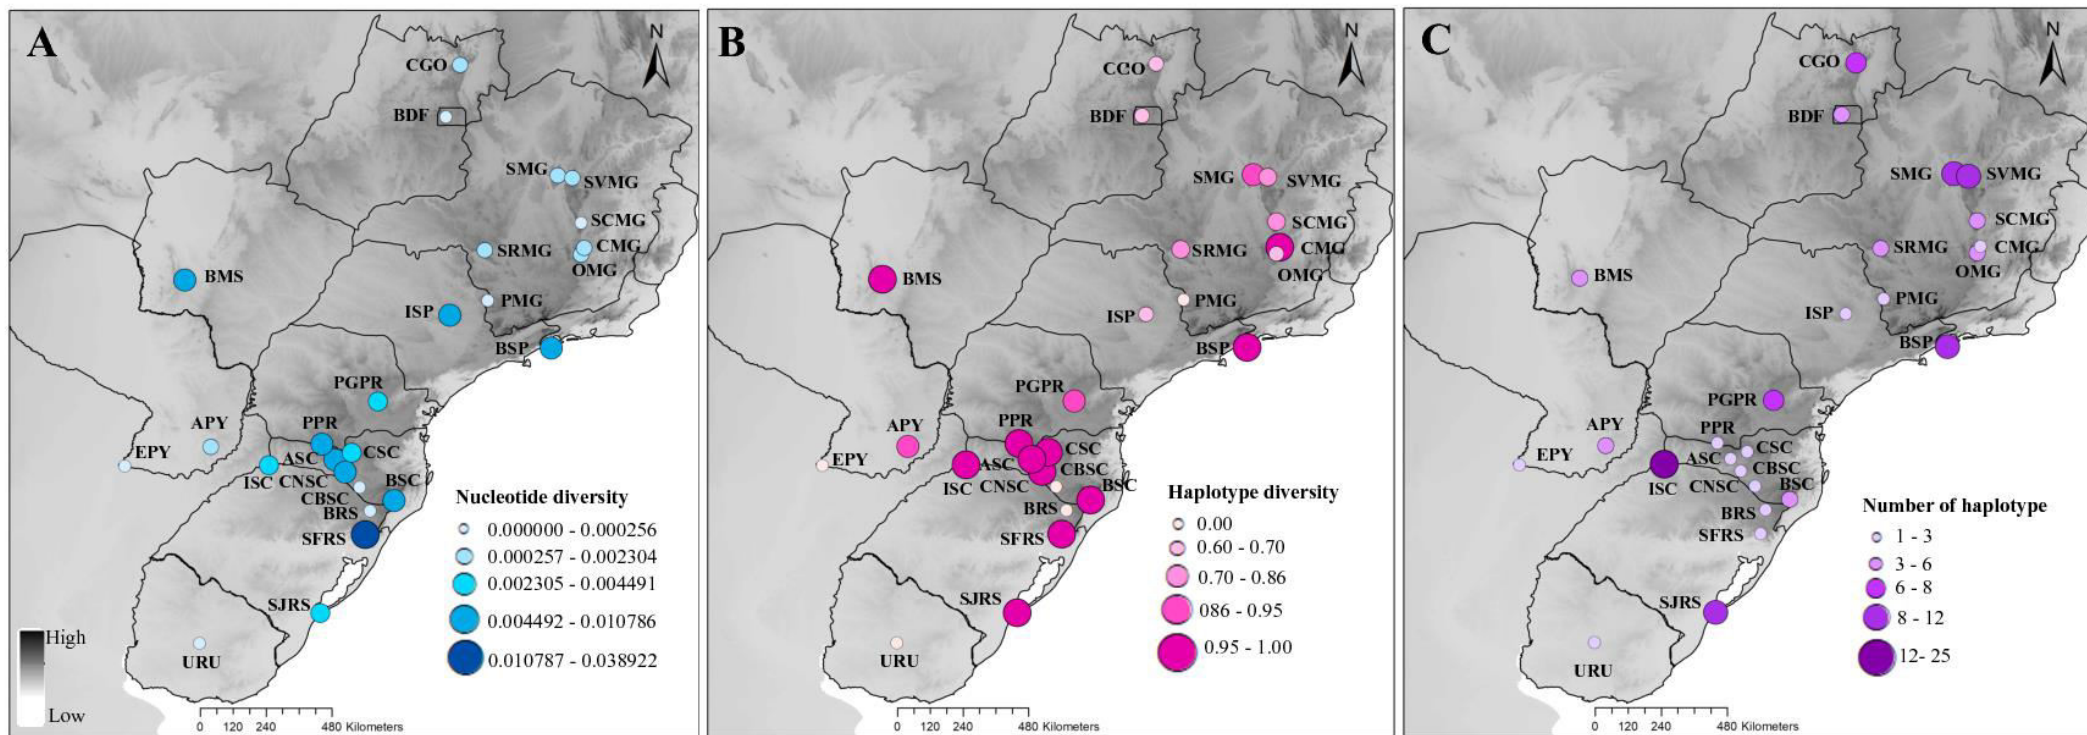 A
N
CGO
BDF
SMG
SVMG
SCMG
SRMG
CMG
OMG
BMS
PMG
ISP
BSP
PGPR
APY
PPR
EPY
ASC
CSC
ISC
CNSC
BSC
CBSC
BRS
SFRS
SJRS
URU
Nucleotide diversity
0.000000 - 0.000256
0.000257 - 0.002304
0.002305 - 0.004491
0.004492 - 0.010786
0.010787 - 0.038922
High
Low
0 120 240 480 Kilometers
B
N
CGO
BDF
SMG
SVMG
SCMG
SRMG
CMG
OMG
BMS
PMG
ISP
BSP
PGPR
APY
PPR
EPY
ASC
CSC
CBSC
ISC
CNSC
BSC
BRS
SFRS
SJRS
URU
Haplotype diversity
0.00
0.60 - 0.70
0.70 - 0.86
086 - 0.95
0.95 - 1.00
0 120 240 480 Kilometers
C
N
CGO
BDF
SMG
SVMG
SCMG
SRMG
CMG
OMG
BMS
PMG
ISP
BSP
PGPR
APY
PPR
EPY
ASC
CSC
CBSC
ISC
CNSC
BSC
BRS
SFRS
SJRS
URU
Number of haplotype
1 - 3
3 - 6
6 - 8
8 - 12
12- 25
0 120 240 480 Kilometers